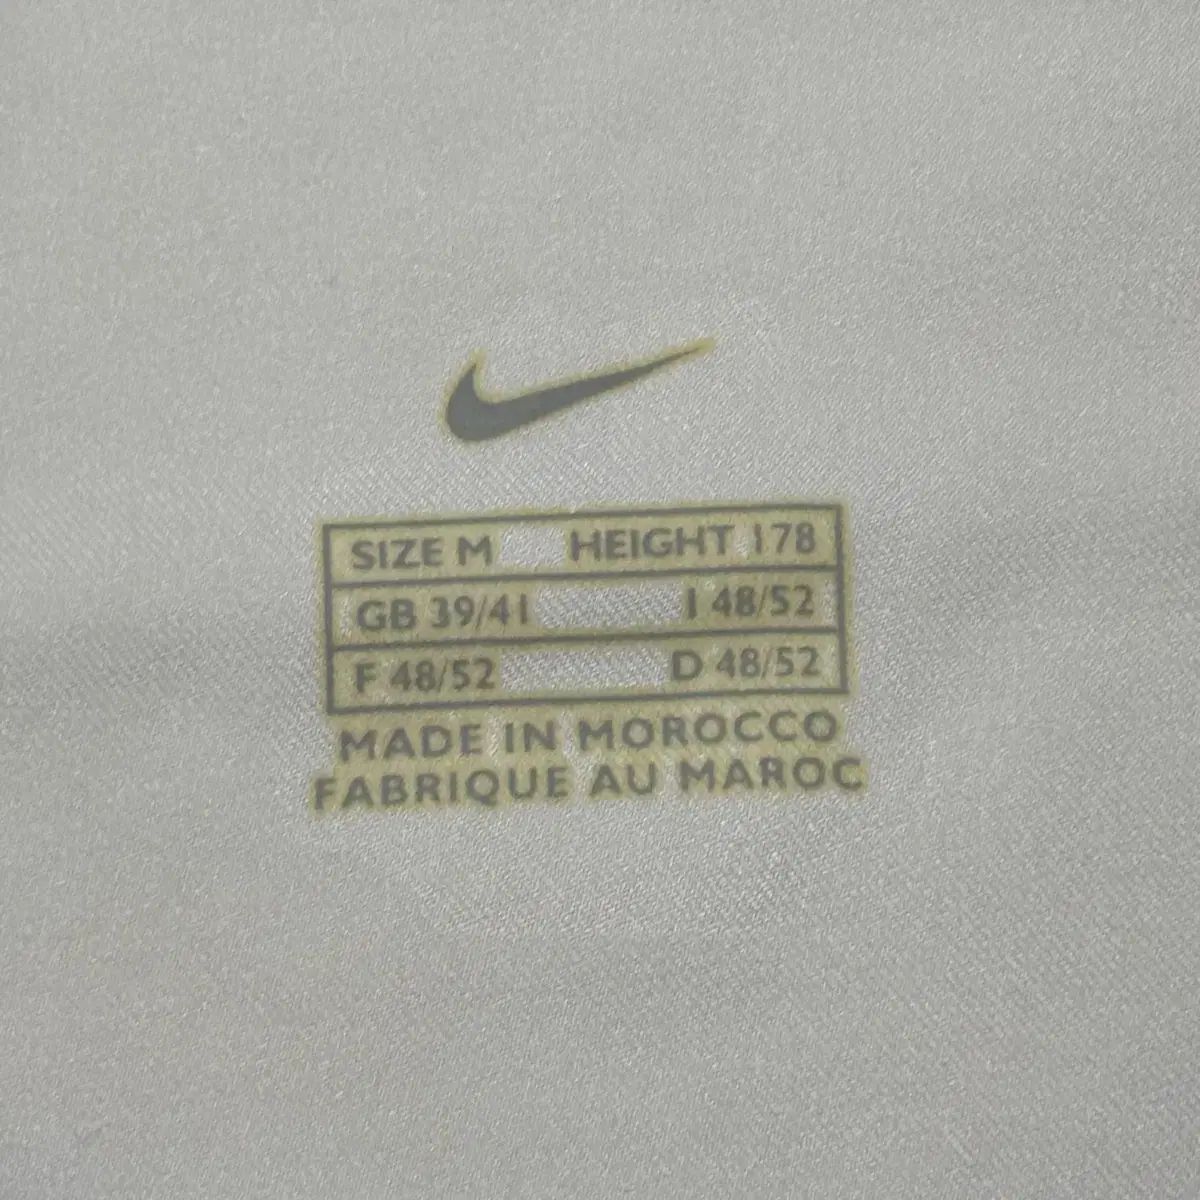 SIZE M HEIGHT 178
GB 39/41 I 48/52
F 48/52 D 48/52
MADE IN MOROCCO
FABRIQUE AU MAROC